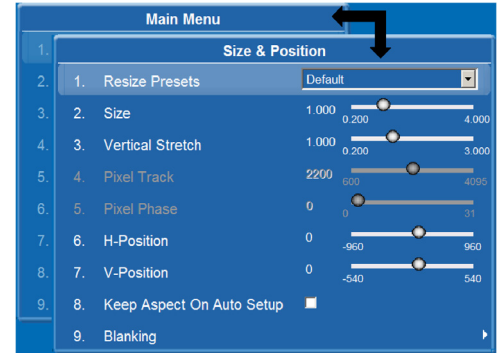 Main Menu
1.
Size & Position
2. 1. Resize Presets Default
3. 2. Size 1.000 0.200 4.000
4. 3. Vertical Stretch 1.000 0.200 3.000
5. 4. Pixel Track 2200 600 4095
6. 5. Pixel Phase 0 0 31
7. 6. H-Position 0 -960 960
8. 7. V-Position 0 -540 540
9. 8. Keep Aspect On Auto Setup
9. Blanking